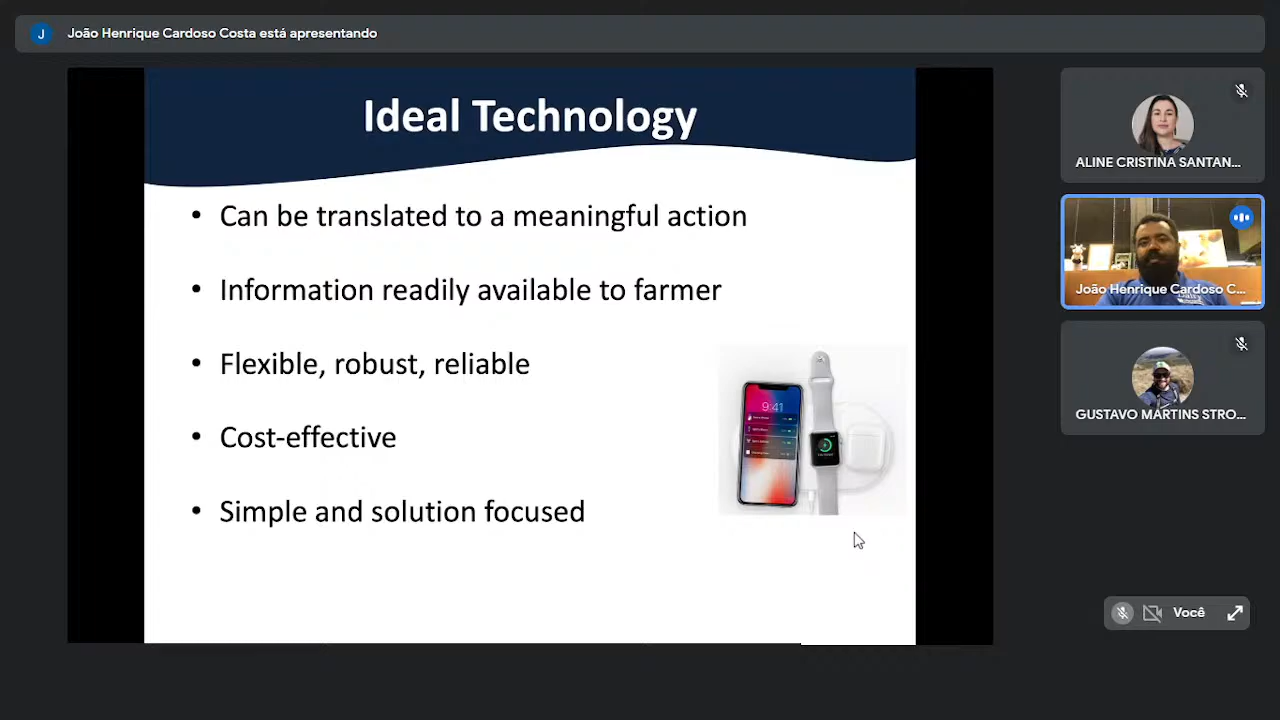 J
João Henrique Cardoso Costa está apresentando
Ideal Technology
• Can be translated to a meaningful action
• Information readily available to farmer
• Flexible, robust, reliable
• Cost-effective
• Simple and solution focused
9:41
ALINE CRISTINA SANTAN...
João Henrique Cardoso C...
GUSTAVO MARTINS STRO...
Você